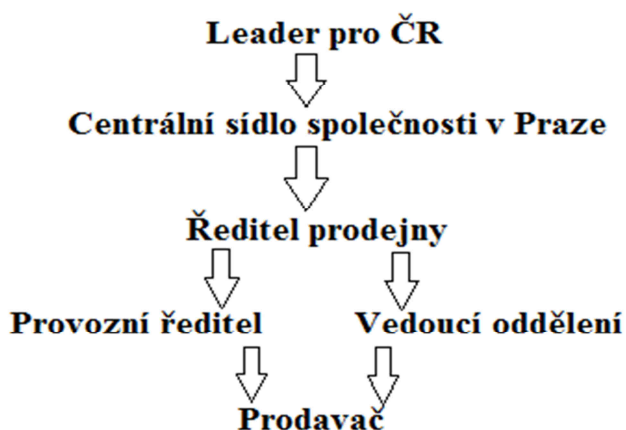 Leader pro ČR
Centrální sídlo společnosti v Praze
Ředitel prodejny
Provozní ředitel
Vedoucí oddělení
Prodavač